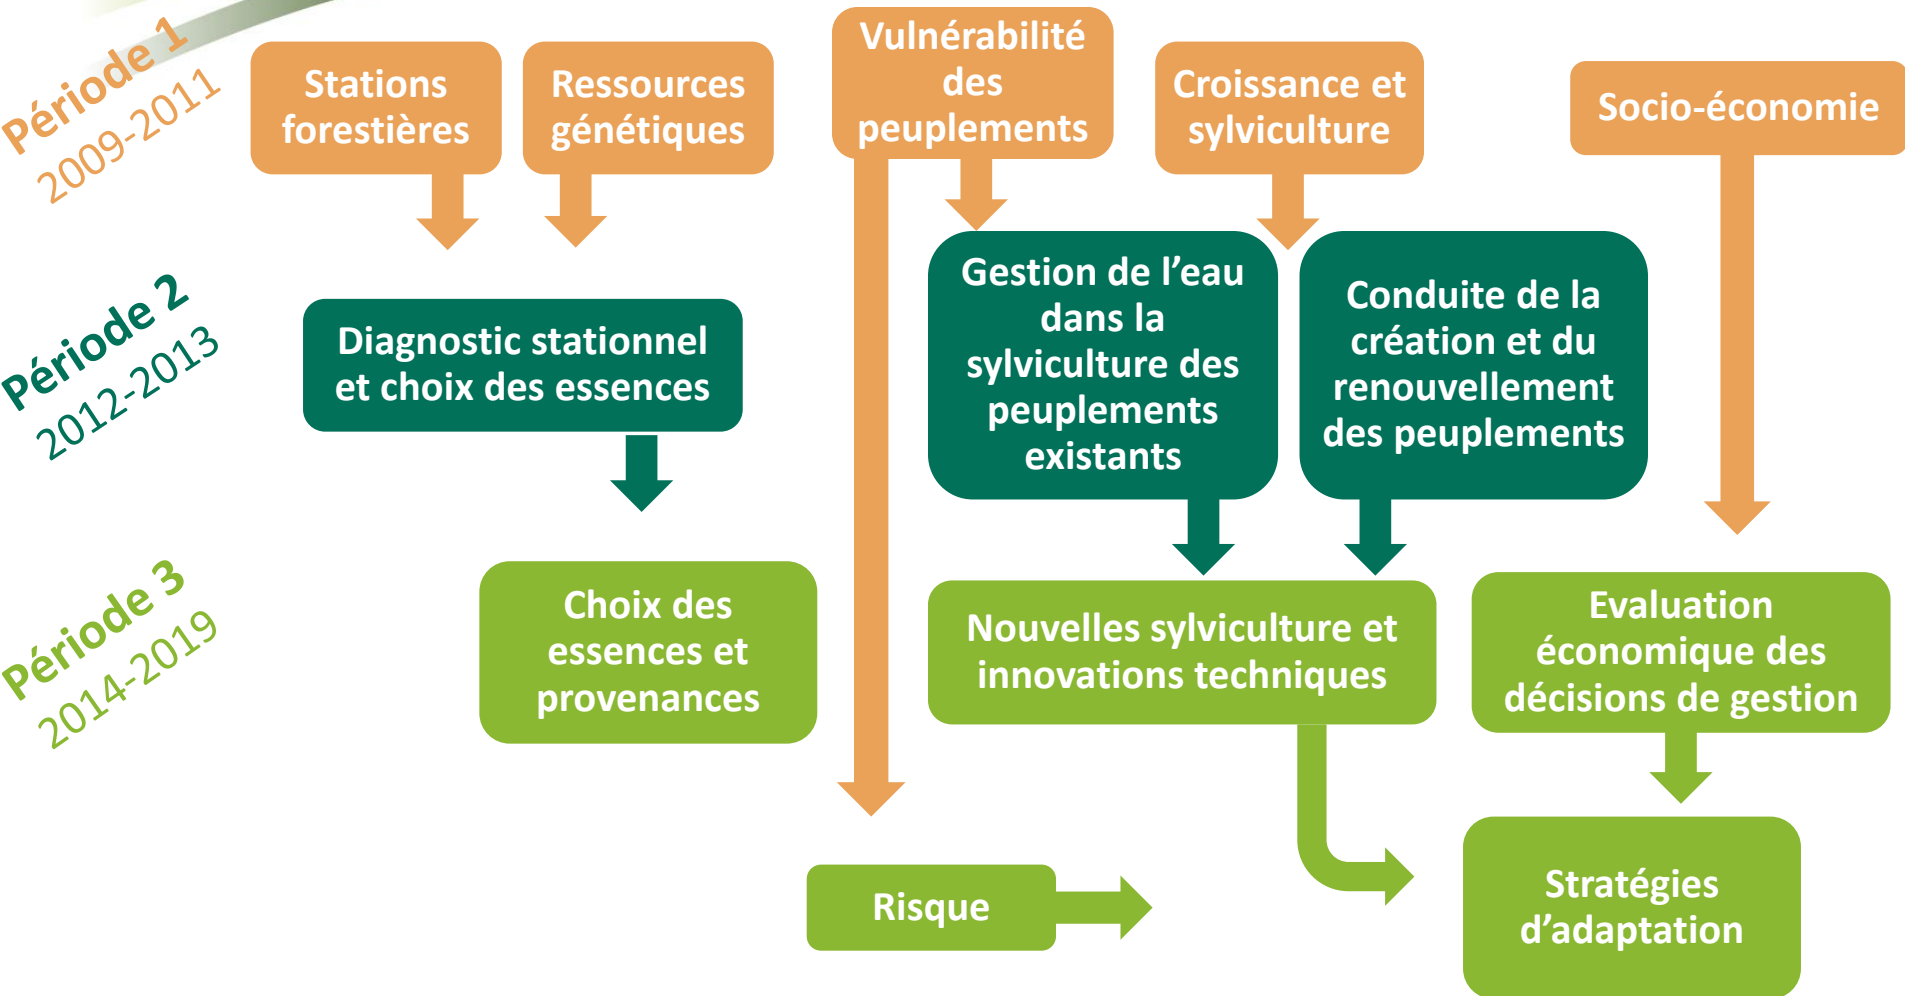 Période 1
2009-2011
Stations
forestières
Ressources
génétiques
Vulnérabilité
des
peuplements
Croissance et
sylviculture
Socio-économie
Période 2
2012-2013
Diagnostic stationnel
et choix des essences
Gestion de l’eau
dans la
sylviculture des
peuplements
existants
Conduite de la
création et du
renouvellement
des peuplements
Période 3
2014-2019
Choix des
essences et
provenances
Nouvelles sylviculture et
innovations techniques
Evaluation
économique des
décisions de gestion
Risque
Stratégies
d’adaptation